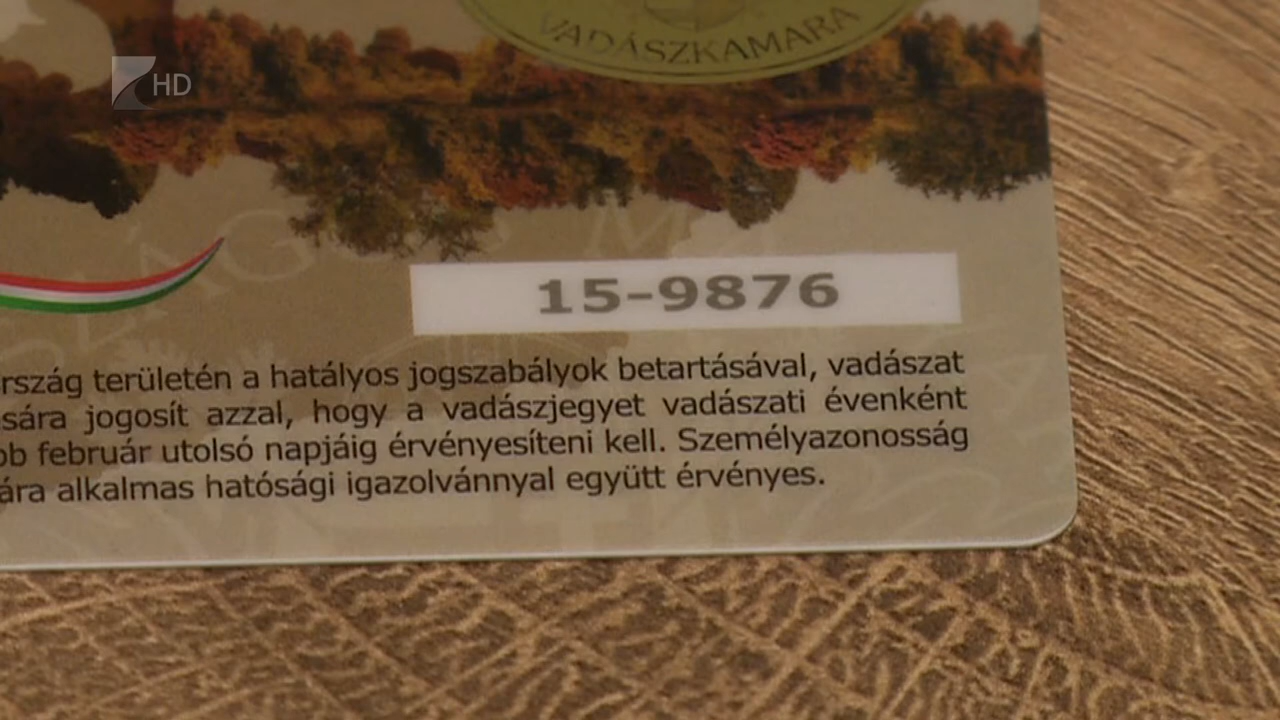 VADÁSZKAMARA
HD
15-9876
rszág területén a hatályos jogszabályok betartásával, vadászat
sára jogosít azzal, hogy a vadászjegyet vadászati évenként
bb február utolsó napjáig érvényesíteni kell. Személyazonosság
ára alkalmas hatósági igazolvánnyal együtt érvényes.